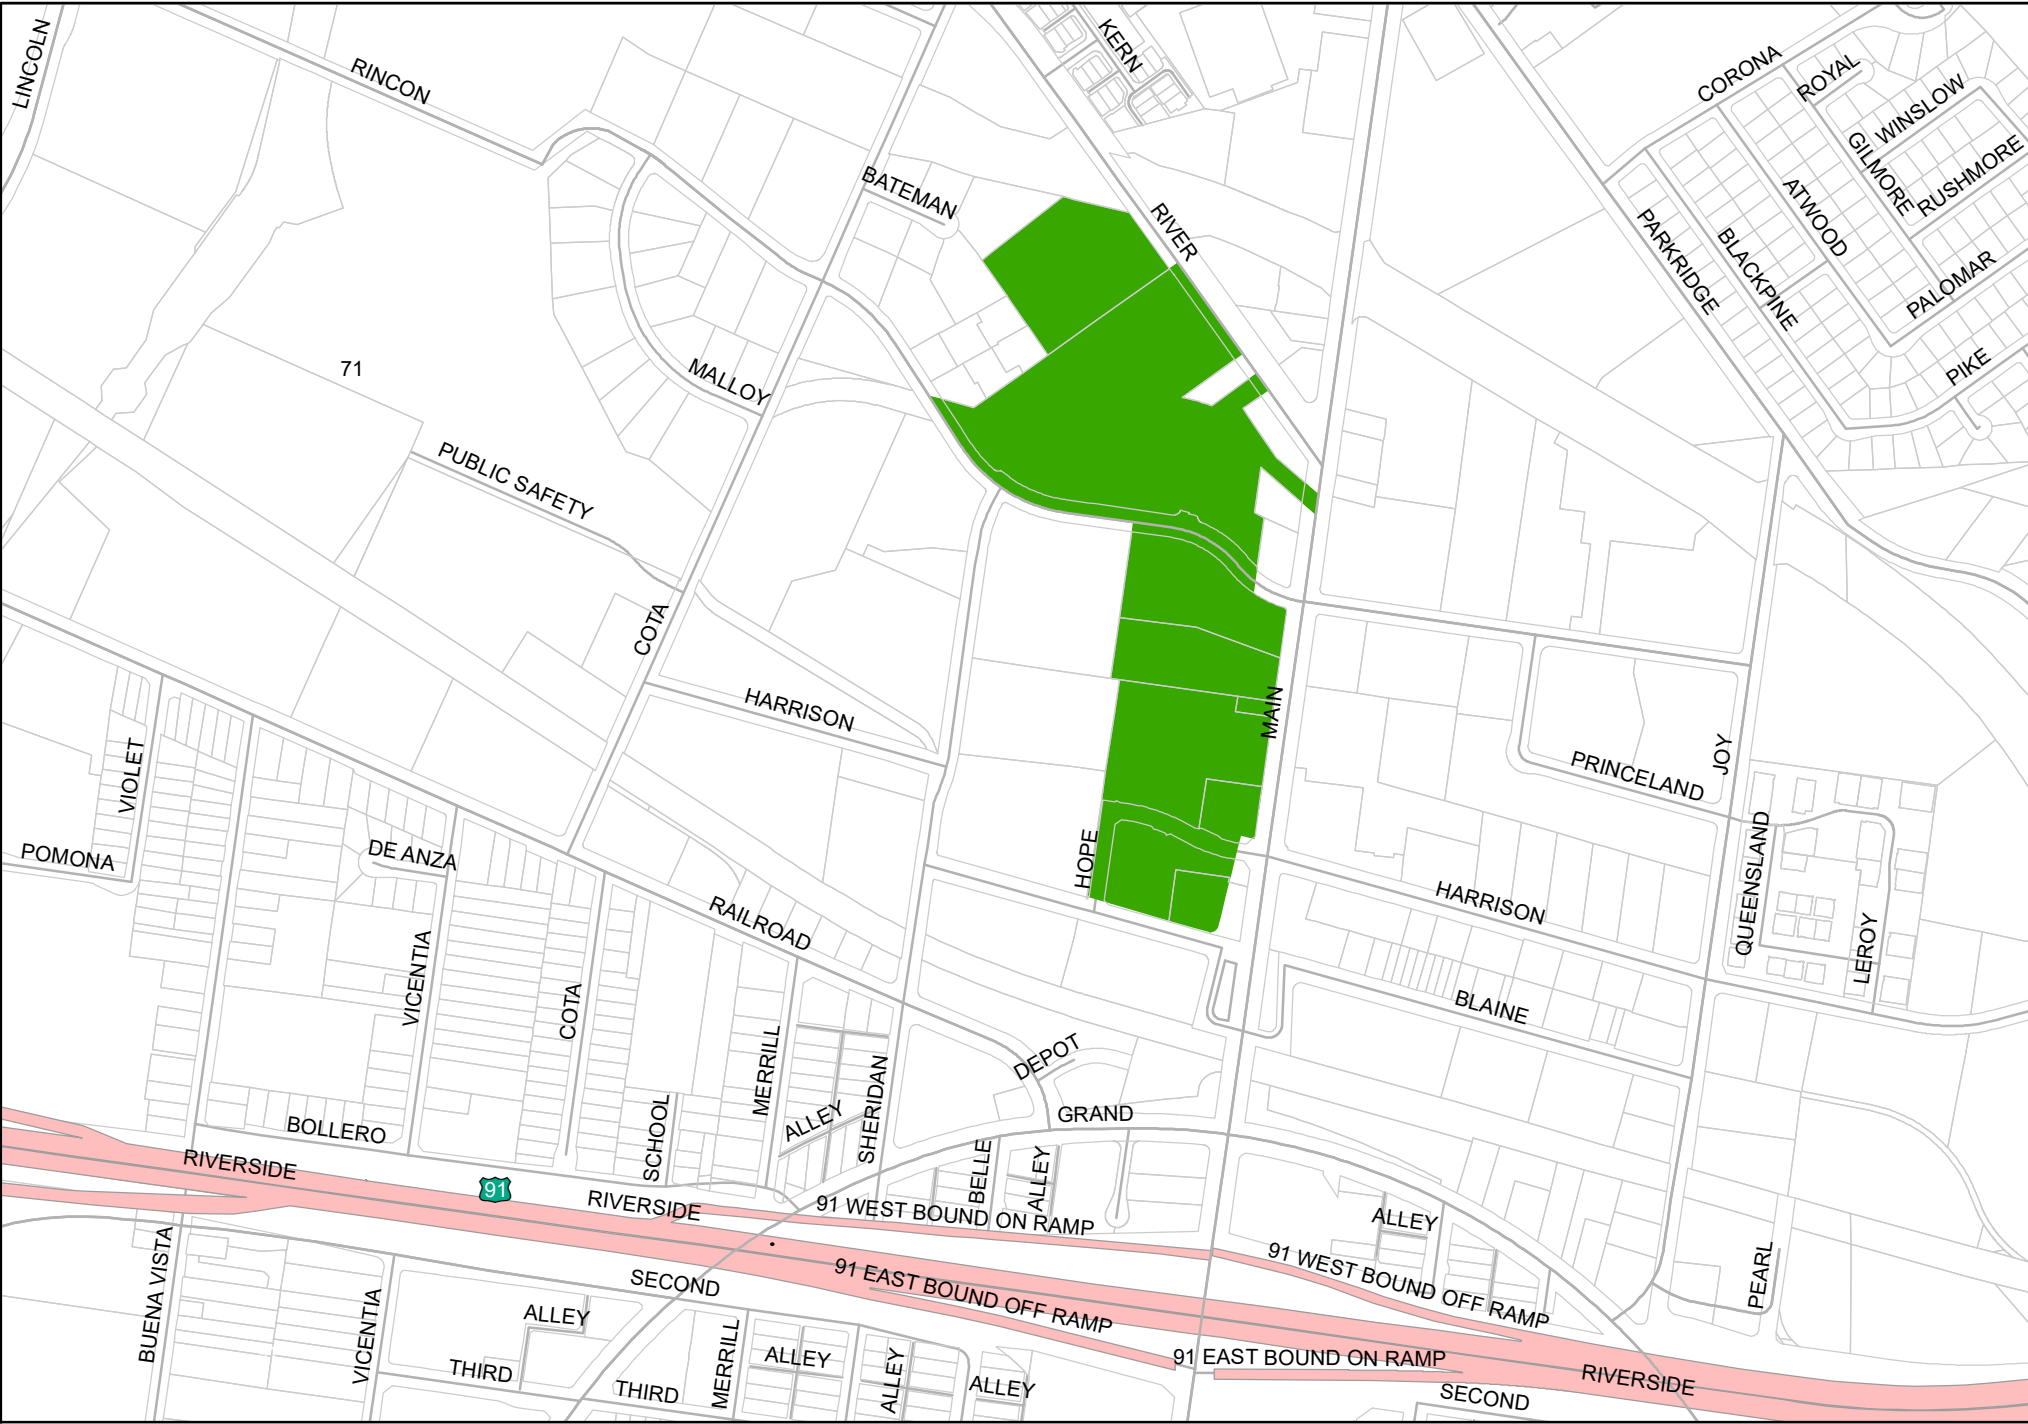 LINCOLN
RINCON
KERN
CORONA
ROYAL
WINSLOW
GILMORE
RUSHMORE
BATEMAN
RIVER
ATWOOD
PARKRIDGE
BLACKPINE
PALOMAR
PIKE
71
MALLOY
PUBLIC SAFETY
COTA
HARRISON
MAIN
VIOLET
PRINCELAND
JOY
POMONA
DE ANZA
HOPE
QUEENSLAND
RAILROAD
HARRISON
LEROY
VICENTIA
COTA
BLAINE
MERRILL
DEPOT
SHERIDAN
SCHOOL
ALLEY
GRAND
BOLLERO
RIVERSIDE
91
RIVERSIDE
BELLE
ALLEY
91 WEST BOUND ON RAMP
ALLEY
91 WEST BOUND OFF RAMP
PEARL
BUENA VISTA
SECOND
91 EAST BOUND OFF RAMP
VICENTIA
ALLEY
MERRILL
ALLEY
ALLEY
91 EAST BOUND ON RAMP
RIVERSIDE
THIRD
THIRD
ALLEY
SECOND